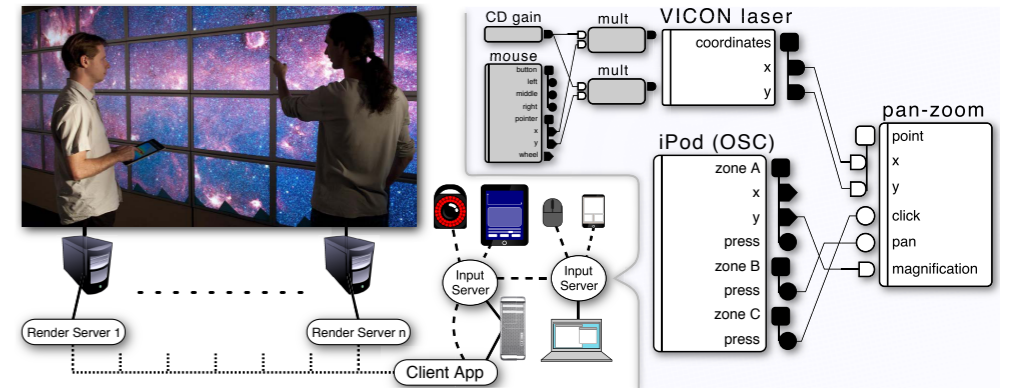 CD gain
mult
mouse
button
left
middle
right
pointer
x
y
wheel
mult
VICON laser
coordinates
x
y
iPod (OSC)
zone A
x
y
press
zone B
press
zone C
press
pan-zoom
point
x
y
click
pan
magnification
Input
Server
Input
Server
Render Server 1
Render Server n
Client App